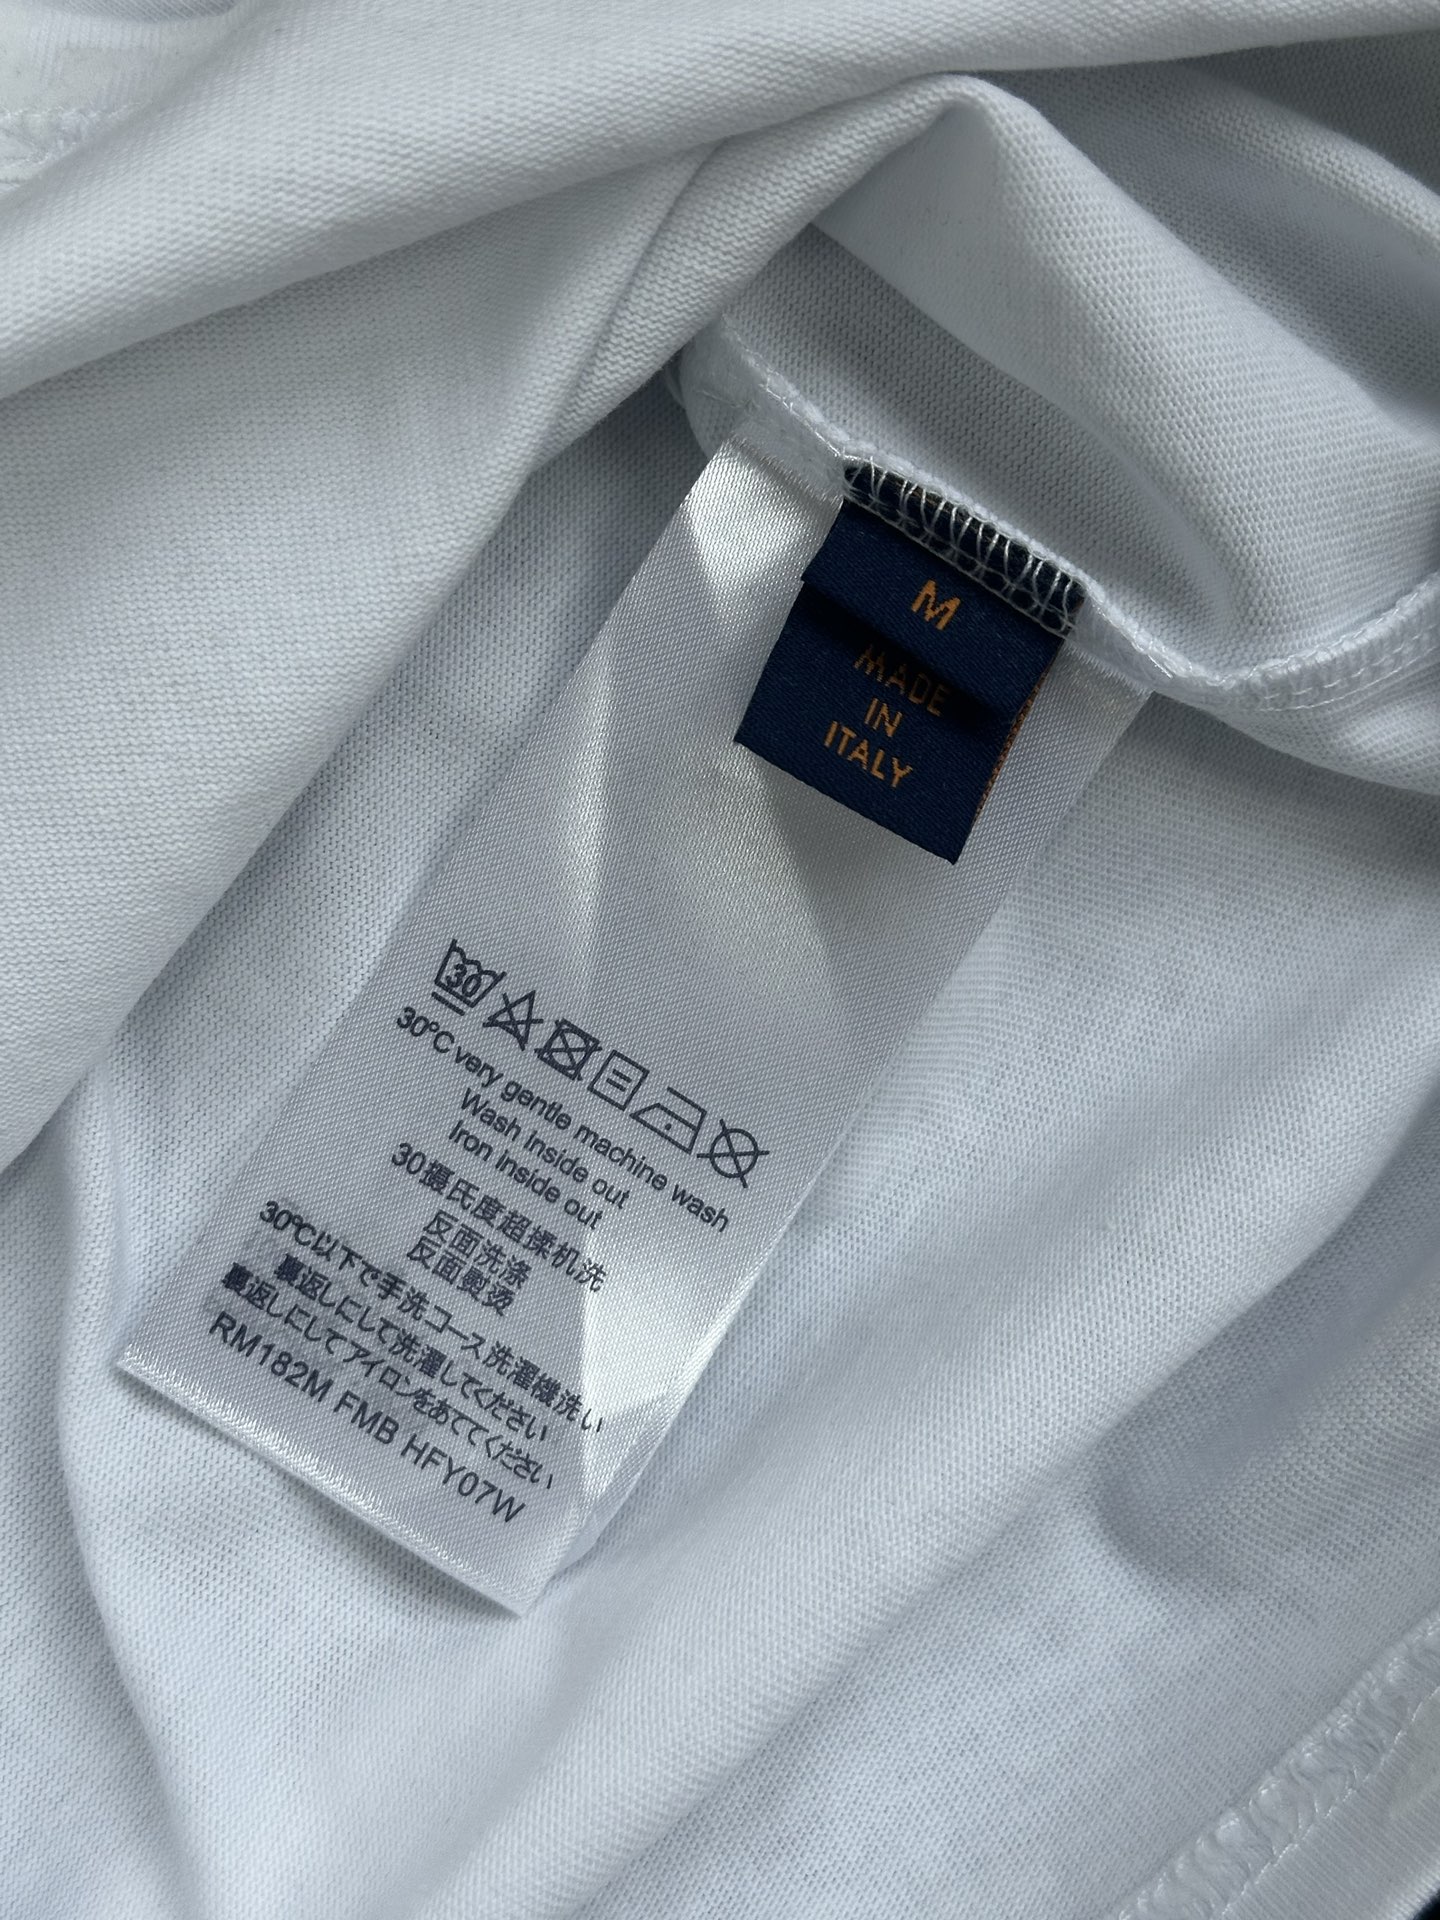 M
MADE
IN
ITALY
30
30°C very gentle machine wash
Wash inside out
Iron inside out
30摄氏度超揉机洗
反面洗涤
反面熨烫
30℃以下で手洗コース洗濯機洗い
裏返しにして洗濯してください
裏返しにしてアイロンをあててください
RM182M FMB HFY07W